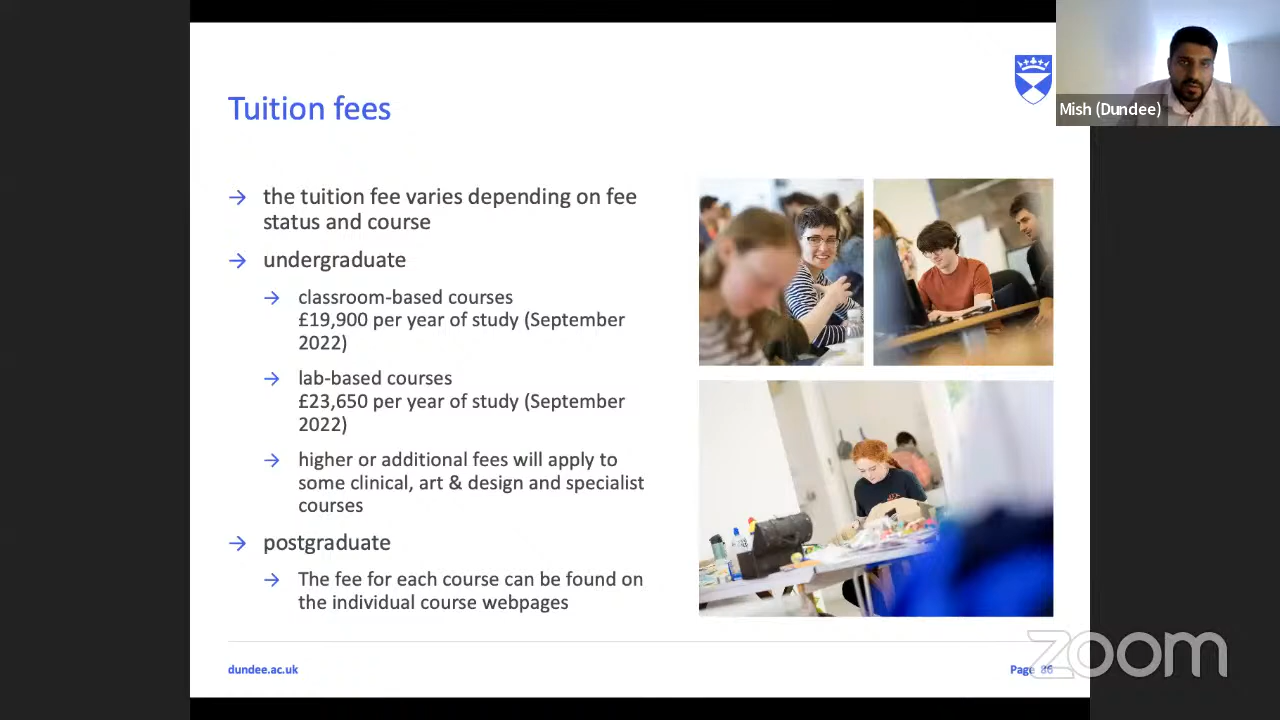 Mish (Dundee)
Tuition fees
→ the tuition fee varies depending on fee
status and course
→ undergraduate
→ classroom-based courses
£19,900 per year of study (September
2022)
→ lab-based courses
£23,650 per year of study (September
2022)
→ higher or additional fees will apply to
some clinical, art & design and specialist
courses
→ postgraduate
→ The fee for each course can be found on
the individual course webpages
dundee.ac.uk
Page 86
zoom